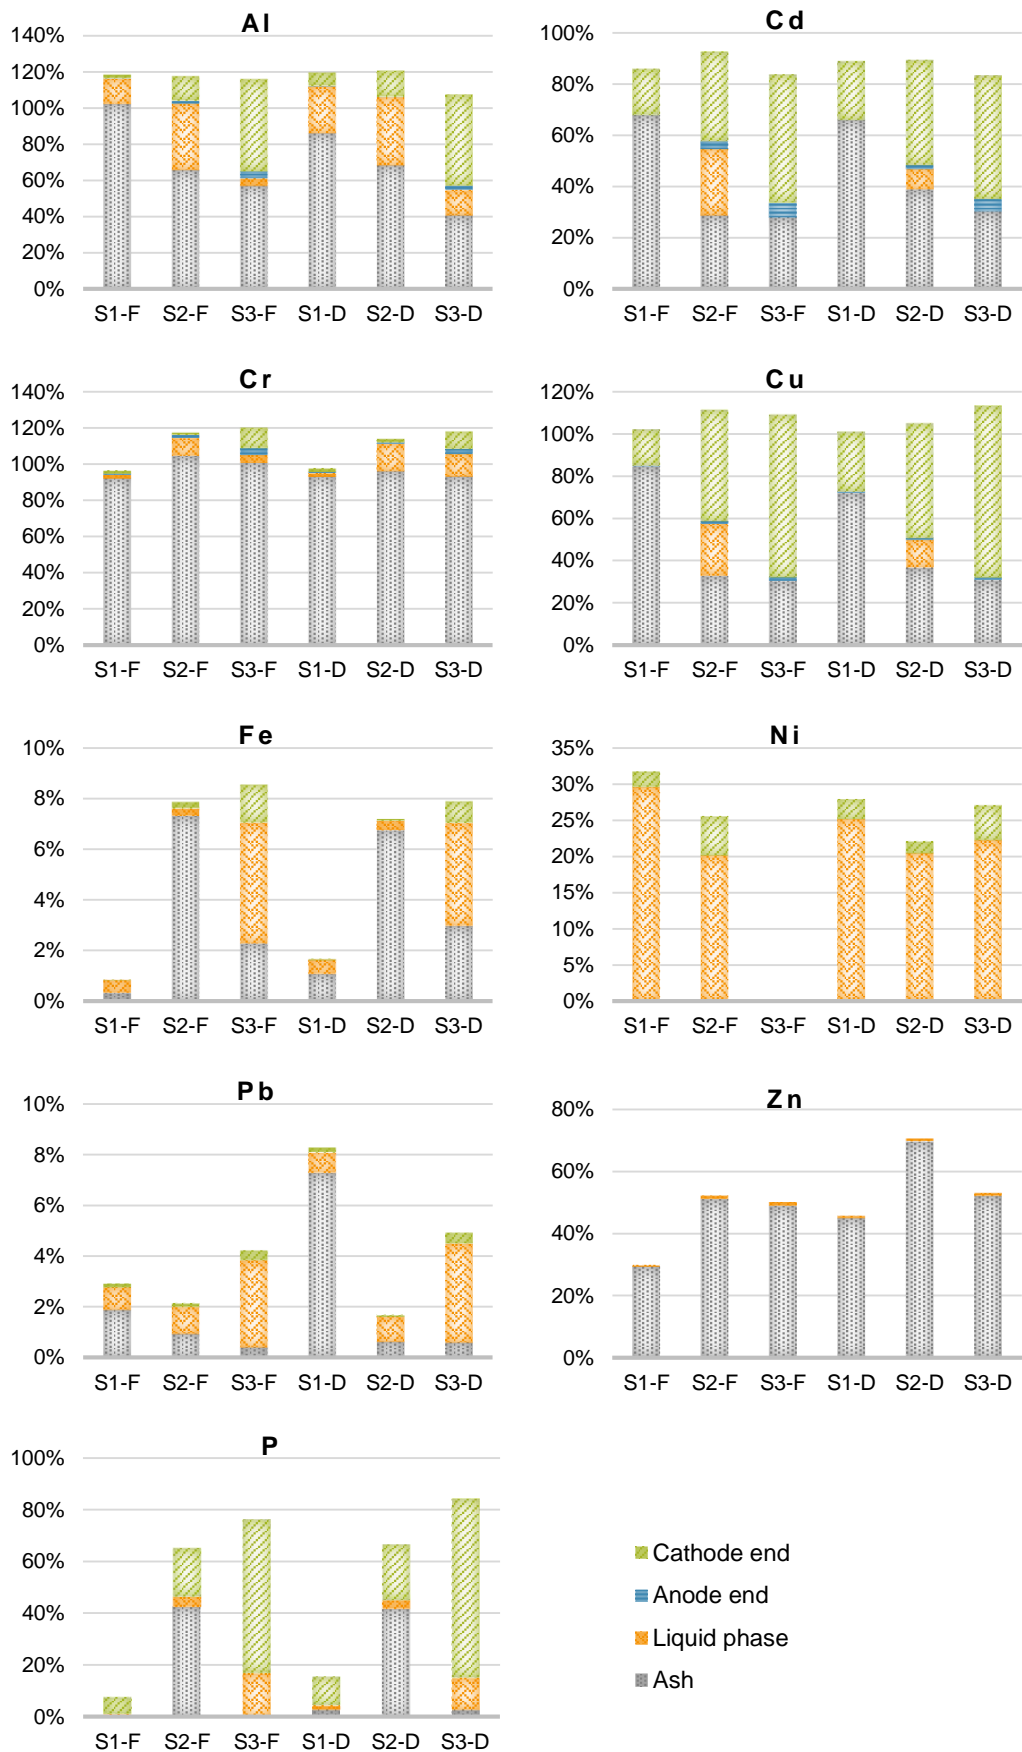 Al
140%
120%
100%
80%
60%
40%
20%
0%
S1-F S2-F S3-F S1-D S2-D S3-D
Cd
100%
80%
60%
40%
20%
0%
S1-F S2-F S3-F S1-D S2-D S3-D
Cr
140%
120%
100%
80%
60%
40%
20%
0%
S1-F S2-F S3-F S1-D S2-D S3-D
Cu
120%
100%
80%
60%
40%
20%
0%
S1-F S2-F S3-F S1-D S2-D S3-D
Fe
10%
8%
6%
4%
2%
0%
S1-F S2-F S3-F S1-D S2-D S3-D
Ni
35%
30%
25%
20%
15%
10%
5%
0%
S1-F S2-F S3-F S1-D S2-D S3-D
Pb
10%
8%
6%
4%
2%
0%
S1-F S2-F S3-F S1-D S2-D S3-D
Zn
80%
60%
40%
20%
0%
S1-F S2-F S3-F S1-D S2-D S3-D
P
100%
80%
60%
40%
20%
0%
S1-F S2-F S3-F S1-D S2-D S3-D
Cathode end
Anode end
Liquid phase
Ash